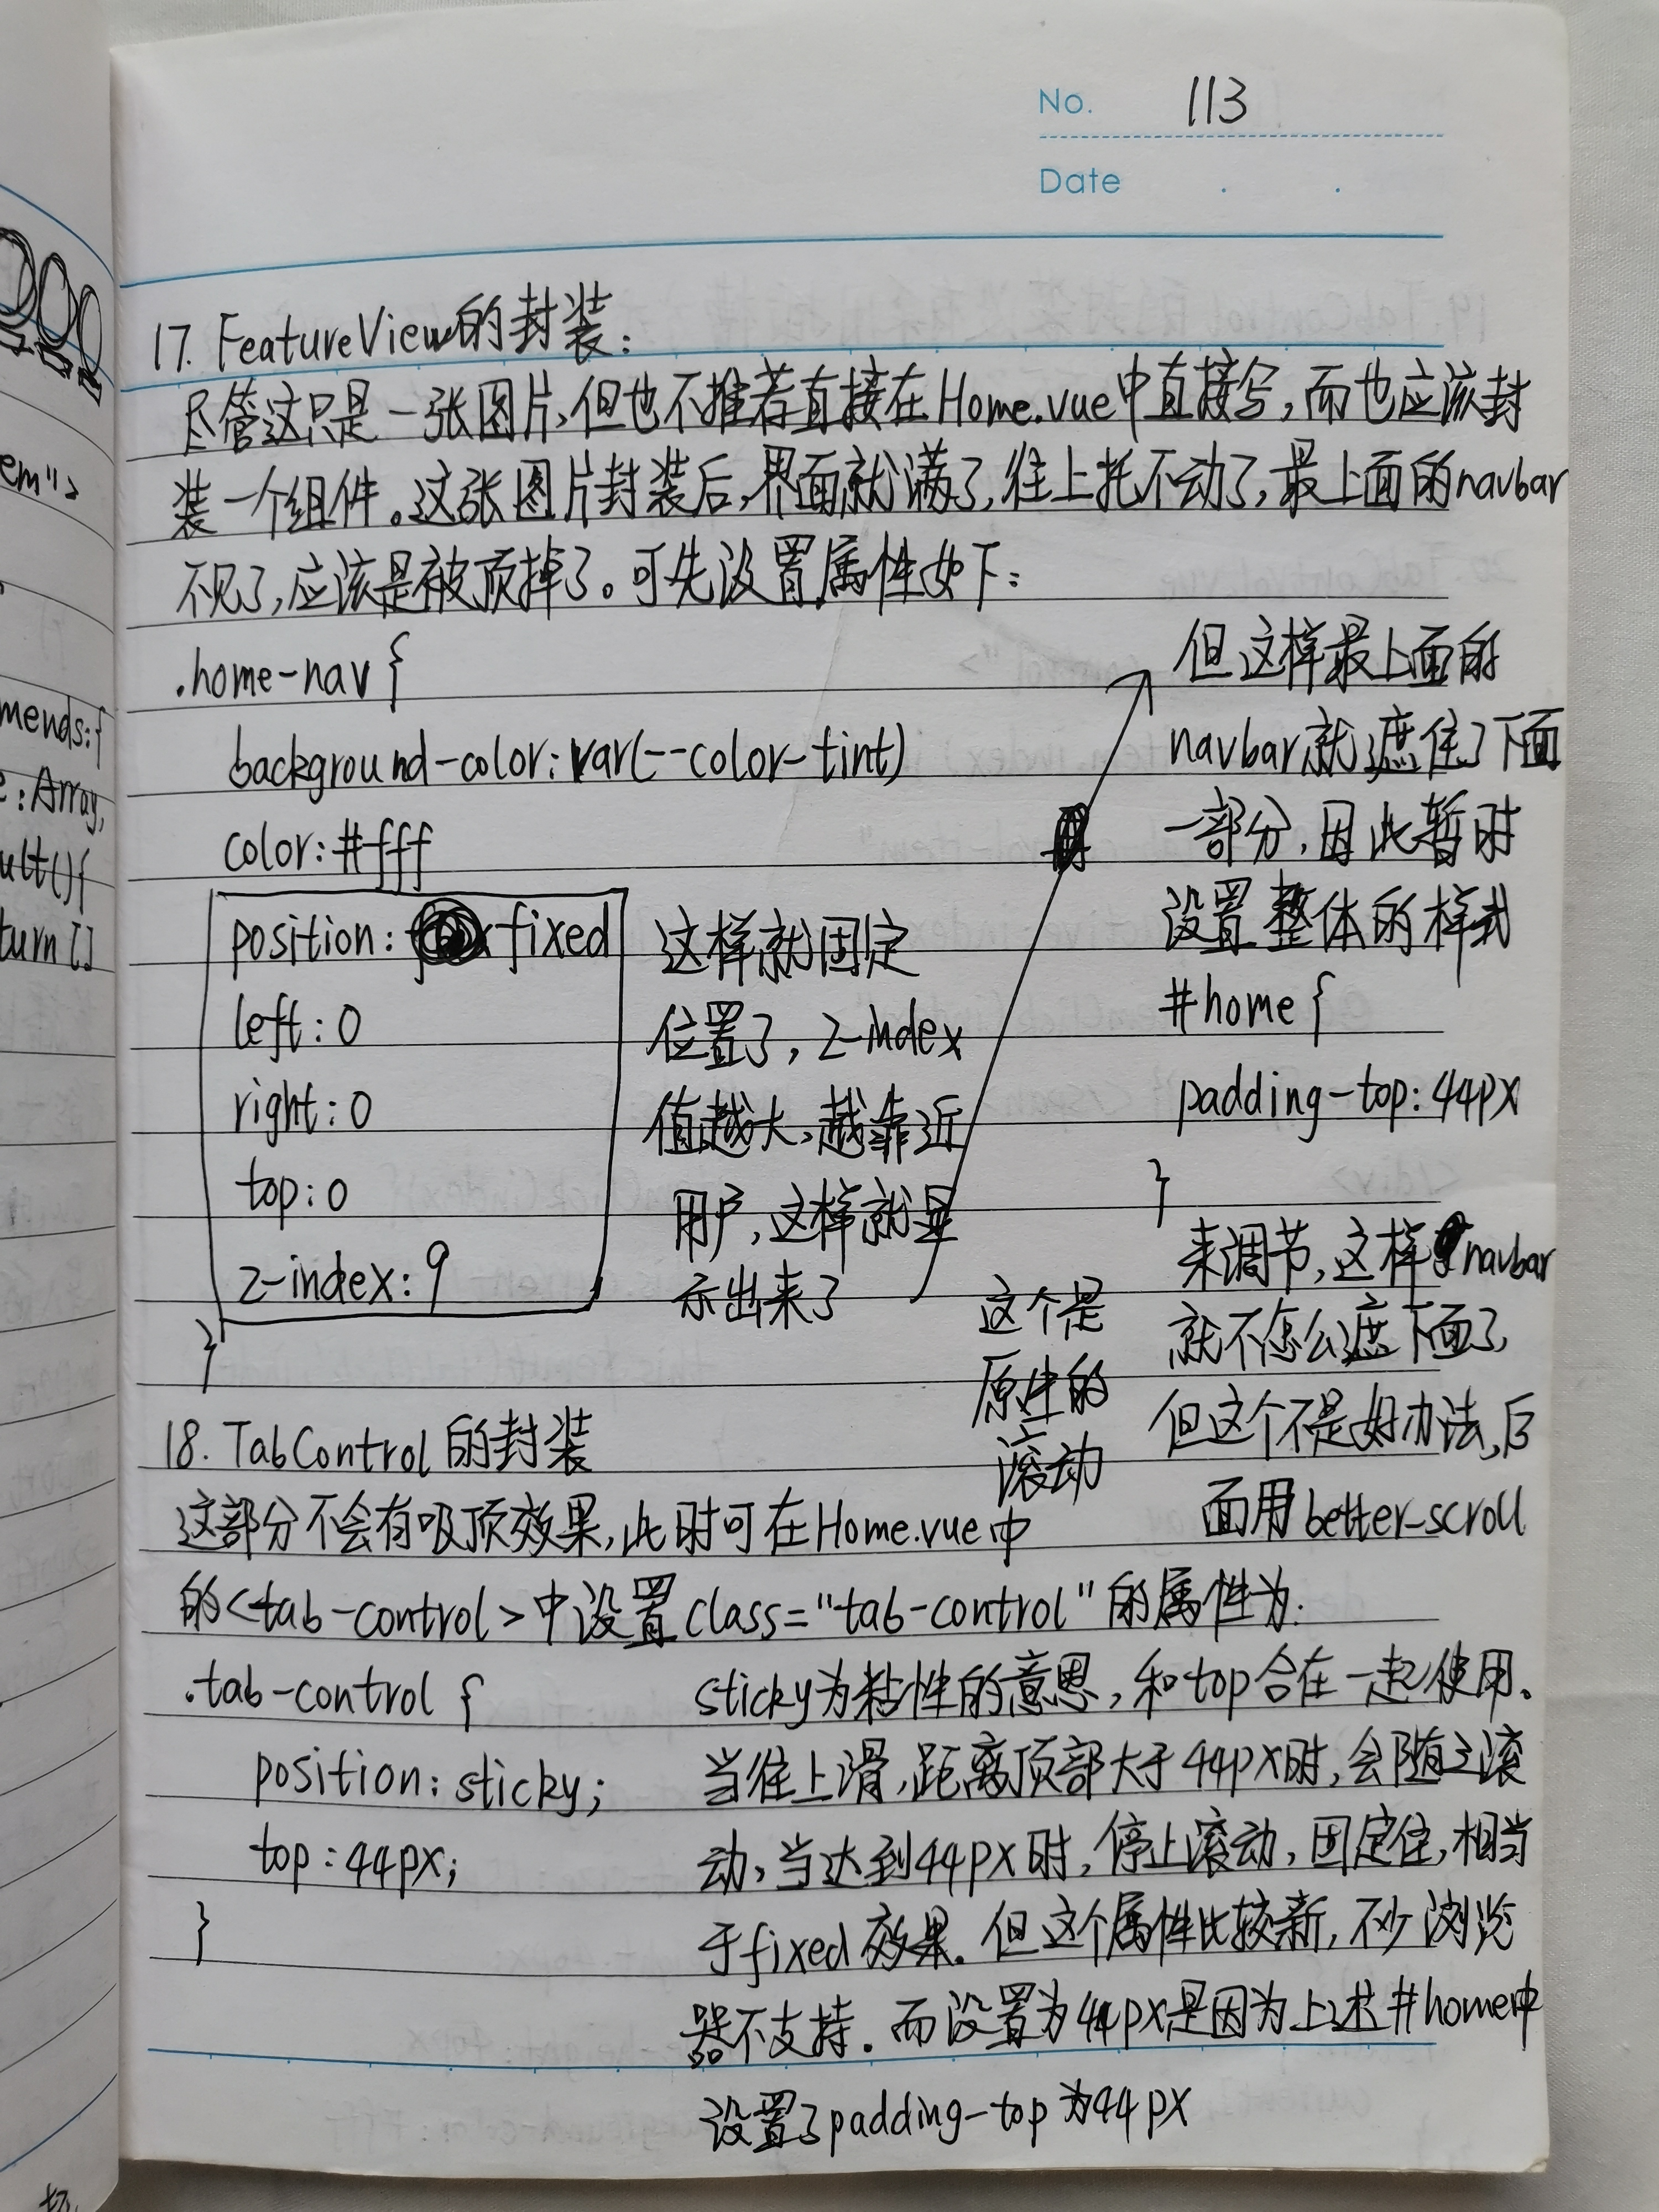 No. 113
Date
17. FeatureView的封装：
尽管这只是一张图片，但也不推荐直接在Home.vue中直接写，而也应该封
装一个组件。这张图片封装后，界面就满了，往上托不动了，最上面的navbar
不见了，应该是被顶掉了。可先设置属性如下：
.home-nav {
background-color: var(--color-tint)
color: #fff
position: fixed
left: 0
right: 0
top: 0
z-index: 9
}
这样就固定
位置了，z-index
值越大，越靠近
用户，这样就显
示出来了
但这样最上面的
navbar就遮住了下面
一部分，因此暂时
设置整体的样式
#home {
padding-top: 44px
}
来调节，这样navbar
就不怎么遮下面了，
但这个不是好办法，后
面用better-scroll
这个是
原生的
滚动
18. TabControl的封装
这部分不会有吸顶效果，此时可在Home.vue中
的<tab-control>中设置class="tab-control"的属性为：
.tab-control {
position: sticky;
top: 44px;
}
sticky为粘性的意思，和top合在一起使用。
当往上滑，距离顶部大于44px时，会随之滚
动，当达到44px时，停止滚动，固定住，相当
于fixed效果。但这个属性比较新，不少浏览
器不支持。而设置为44px是因为上述#home中
设置了padding-top为44px
em">
mends: {
: Array,
ult() {
turn []